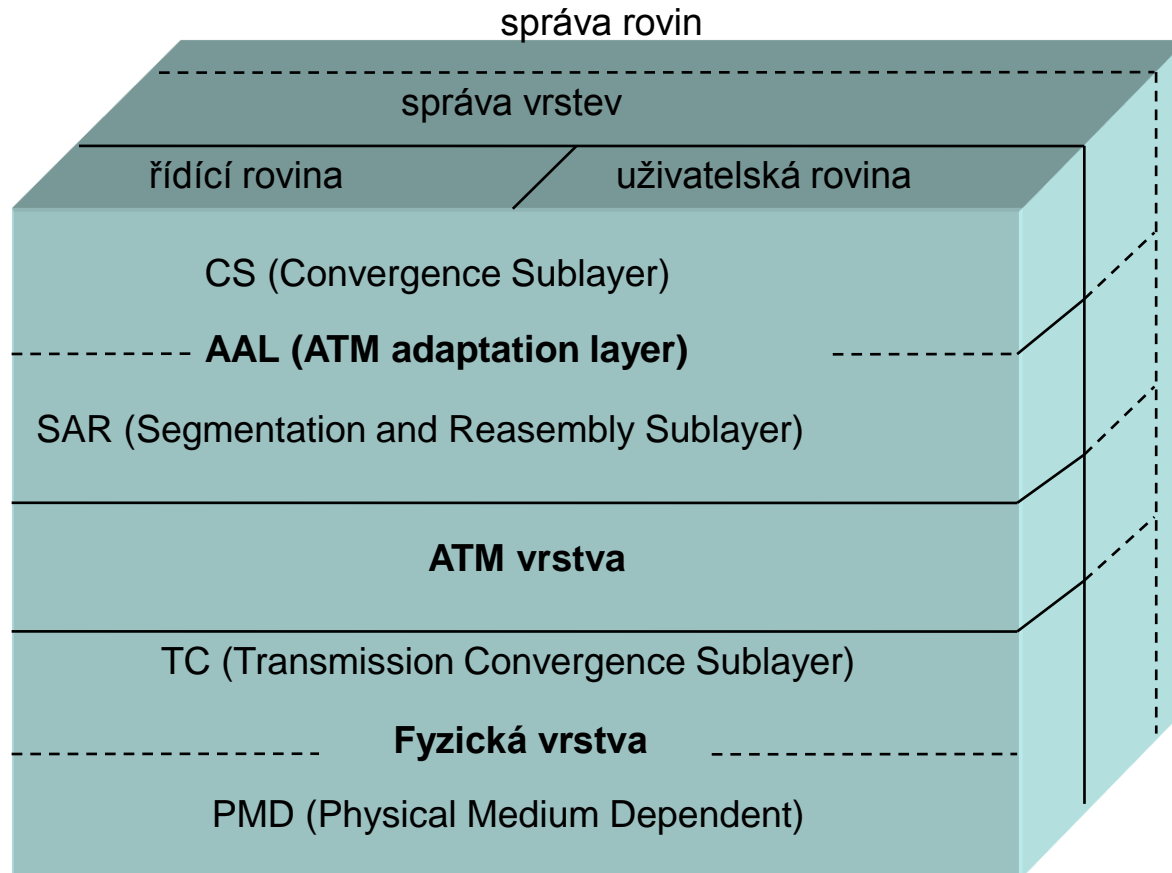 správa rovin
správa vrstev
řídící rovina
uživatelská rovina
CS (Convergence Sublayer)
AAL (ATM adaptation layer)
SAR (Segmentation and Reasembly Sublayer)
ATM vrstva
TC (Transmission Convergence Sublayer)
Fyzická vrstva
PMD (Physical Medium Dependent)